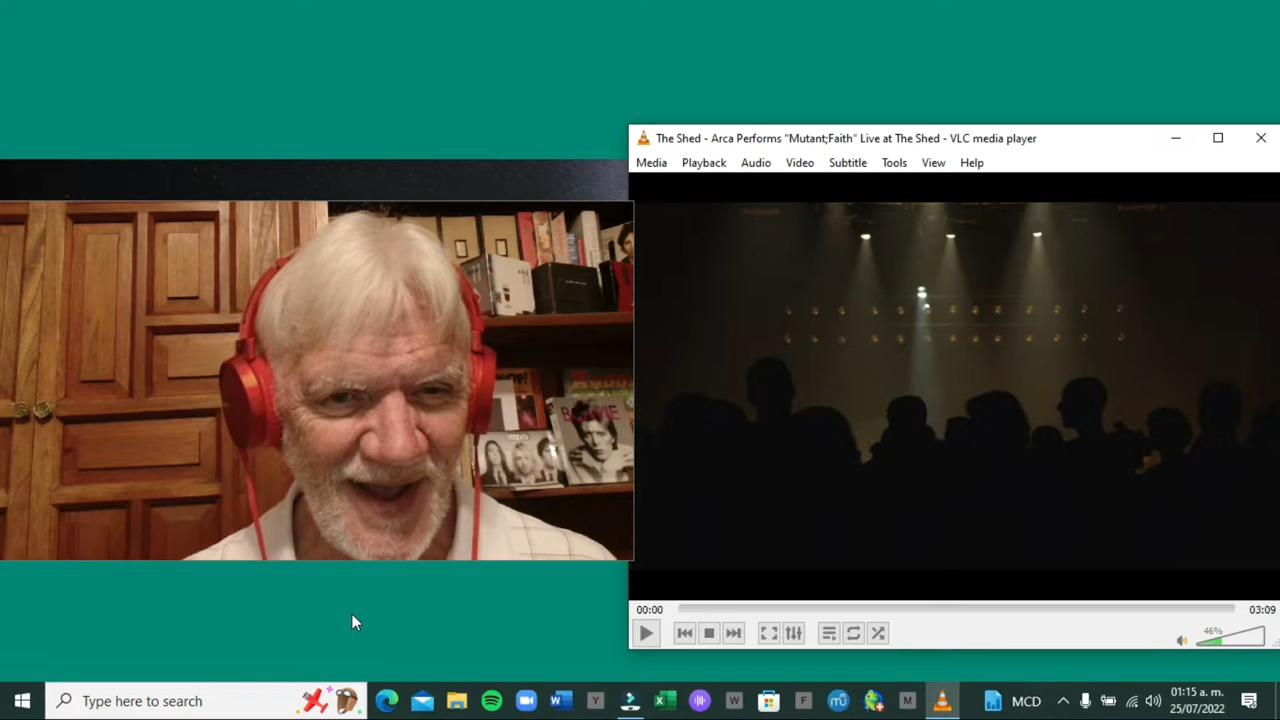 The Shed - Arca Performs “Mutant;Faith” Live at The Shed - VLC media player
Media Playback Audio Video Subtitle Tools View Help
BOWIE
00:00
03:09
46%
Type here to search
MCD
01:15 a. m.
25/07/2022